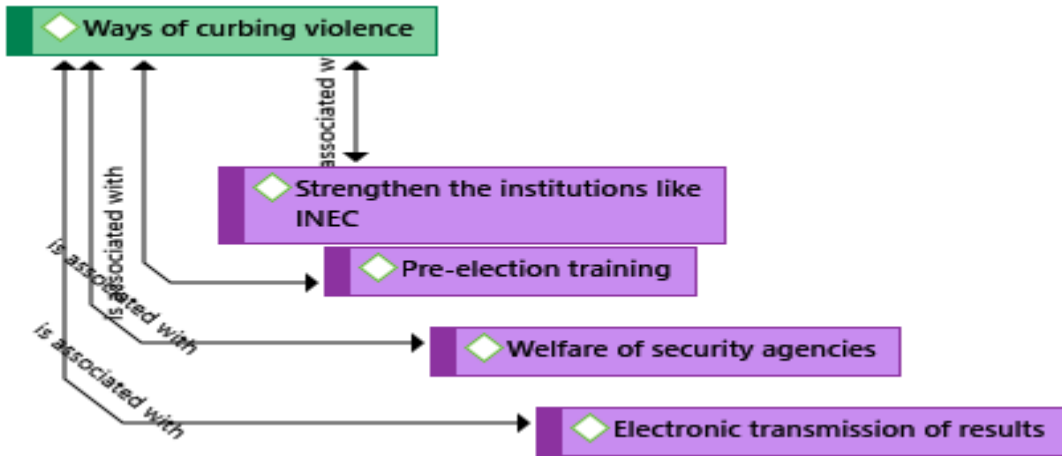 Ways of curbing violence
associated w
Strengthen the institutions like
INEC
is associated with
Pre-election training
is associated with
Welfare of security agencies
is associated with
Electronic transmission of results